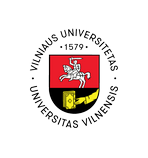 VILNIAUS UNIVERSITETAS
· 1579 ·
UNIVERSITAS VILNENSIS